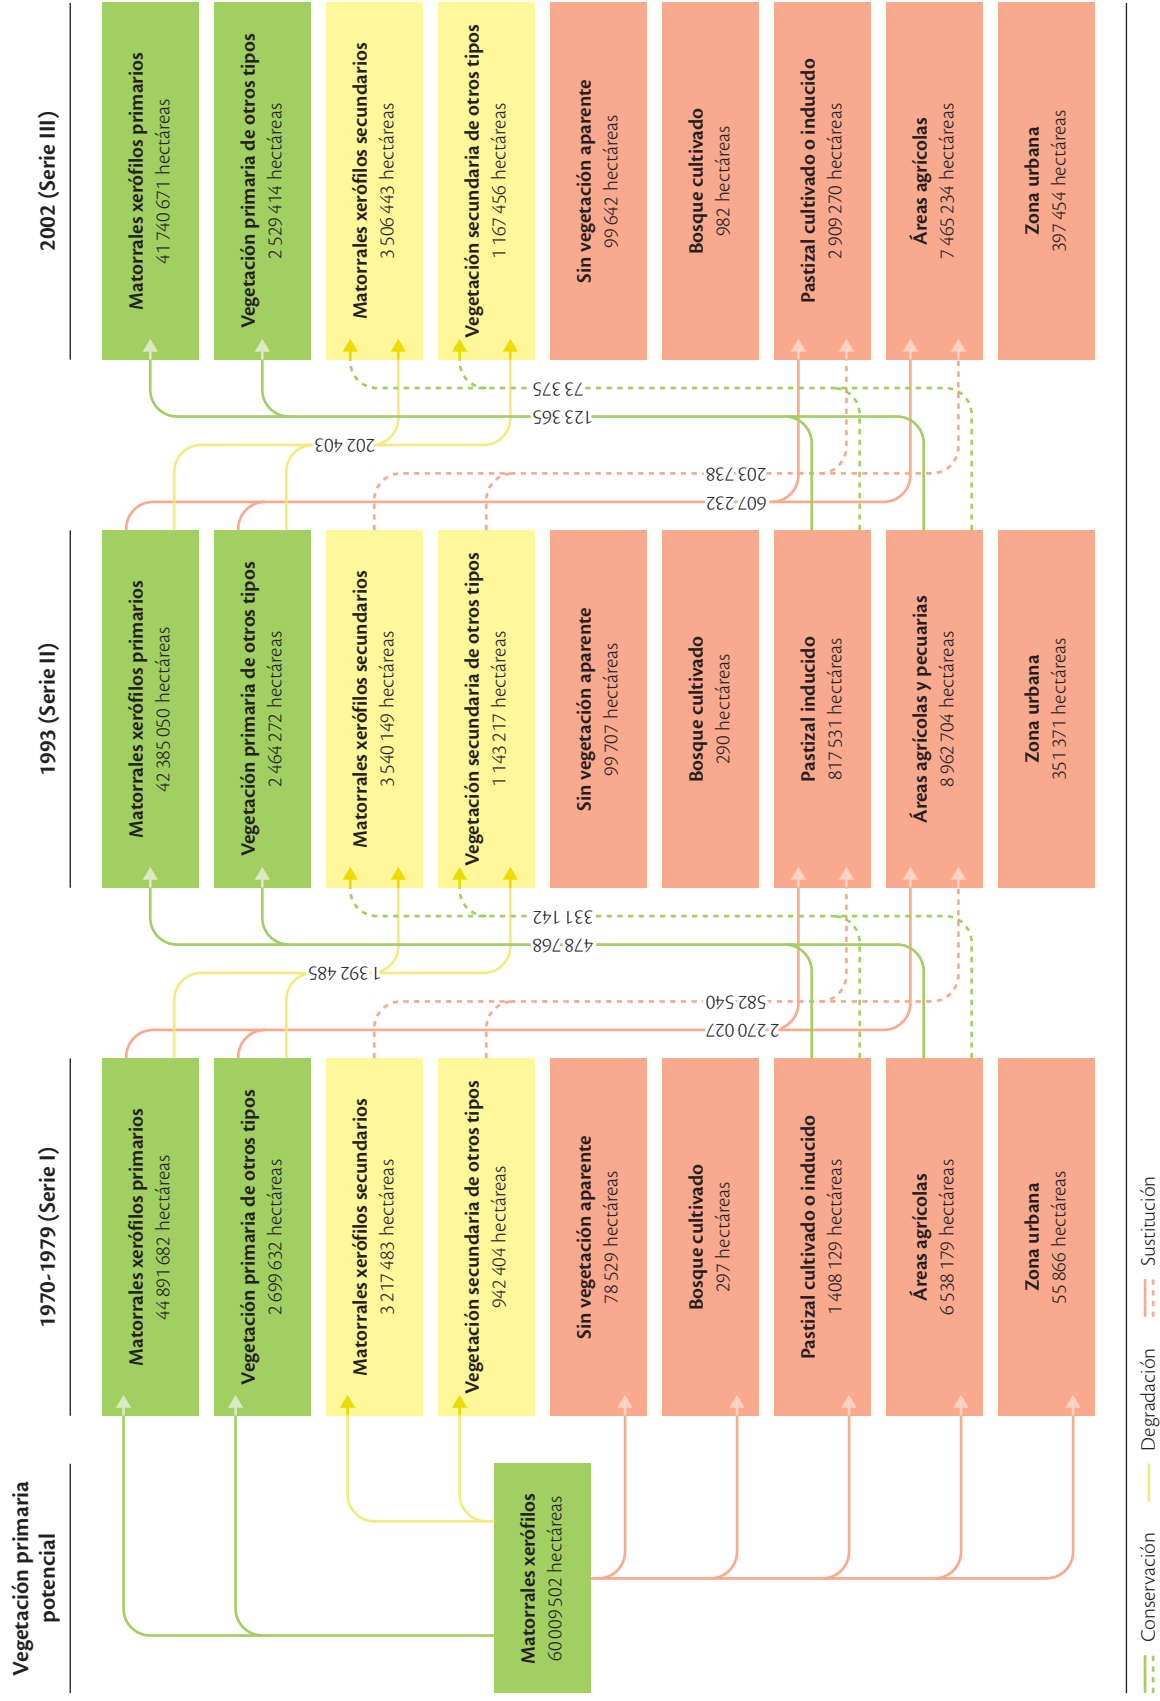 Vegetación primaria
potencial
Matorrales xerófilos
60 009 502 hectáreas
1970-1979 (Serie I)
Matorrales xerófilos primarios
44 891 682 hectáreas
Vegetación primaria de otros tipos
2 699 632 hectáreas
Matorrales xerófilos secundarios
3 217 483 hectáreas
Vegetación secundaria de otros tipos
942 404 hectáreas
Sin vegetación aparente
78 529 hectáreas
Bosque cultivado
297 hectáreas
Pastizal cultivado o inducido
1 408 129 hectáreas
Áreas agrícolas
6 538 179 hectáreas
Zona urbana
55 866 hectáreas
2 270 027
582 540
1 392 485
478 768
331 142
1993 (Serie II)
Matorrales xerófilos primarios
42 385 050 hectáreas
Vegetación primaria de otros tipos
2 464 272 hectáreas
Matorrales xerófilos secundarios
3 540 149 hectáreas
Vegetación secundaria de otros tipos
1 143 217 hectáreas
Sin vegetación aparente
99 707 hectáreas
Bosque cultivado
290 hectáreas
Pastizal inducido
817 531 hectáreas
Áreas agrícolas y pecuarias
8 962 704 hectáreas
Zona urbana
351 371 hectáreas
607 232
203 738
202 403
123 365
73 375
2002 (Serie III)
Matorrales xerófilos primarios
41 740 671 hectáreas
Vegetación primaria de otros tipos
2 529 414 hectáreas
Matorrales xerófilos secundarios
3 506 443 hectáreas
Vegetación secundaria de otros tipos
1 167 456 hectáreas
Sin vegetación aparente
99 642 hectáreas
Bosque cultivado
982 hectáreas
Pastizal cultivado o inducido
2 909 270 hectáreas
Áreas agrícolas
7 465 234 hectáreas
Zona urbana
397 454 hectáreas
Conservación
Degradación
Sustitución